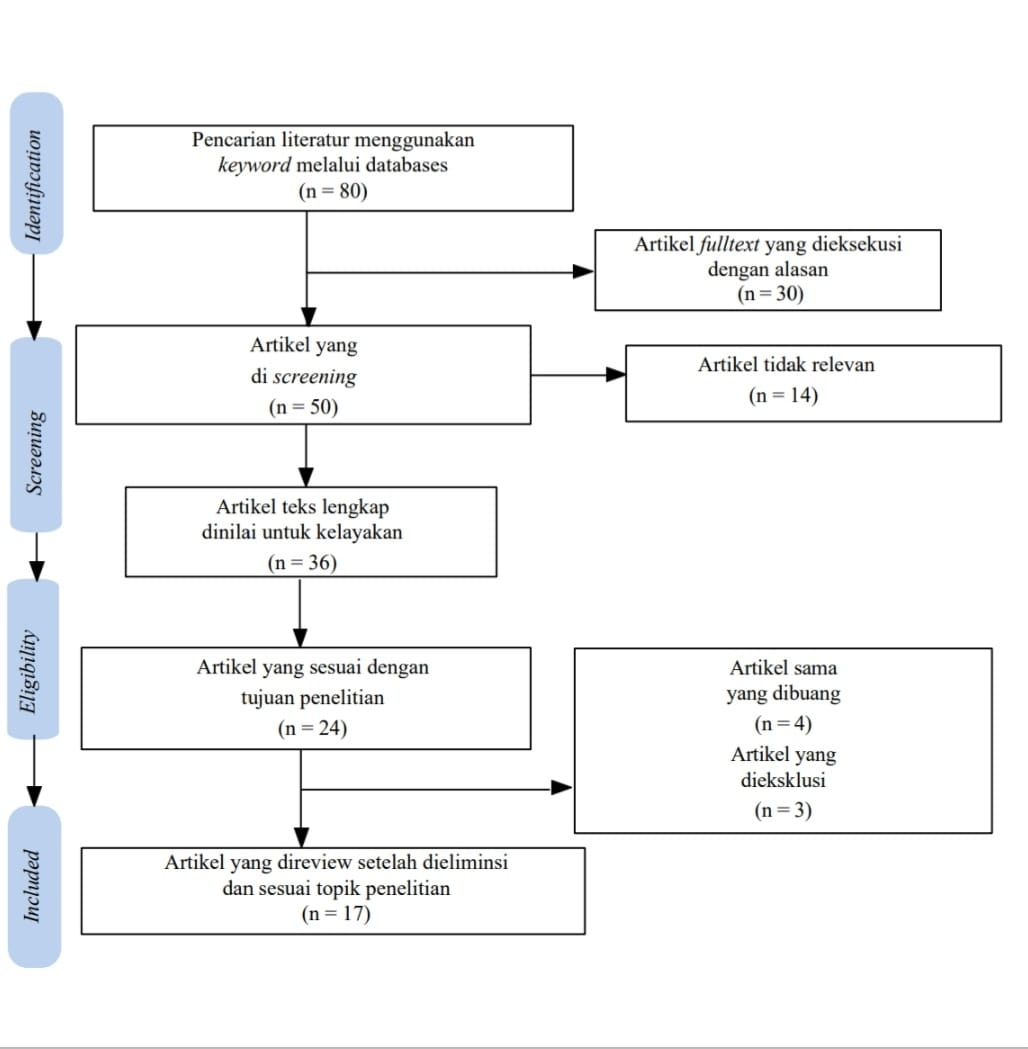 Identification
Pencarian literatur menggunakan
keyword melalui databases
(n = 80)
Artikel fulltext yang dieksekusi
dengan alasan
(n = 30)
Screening
Artikel yang
di screening
(n = 50)
Artikel tidak relevan
(n = 14)
Artikel teks lengkap
dinilai untuk kelayakan
(n = 36)
Eligibility
Artikel yang sesuai dengan
tujuan penelitian
(n = 24)
Artikel sama
yang dibuang
(n = 4)
Artikel yang
dieksklusi
(n = 3)
Included
Artikel yang direview setelah dieliminsi
dan sesuai topik penelitian
(n = 17)